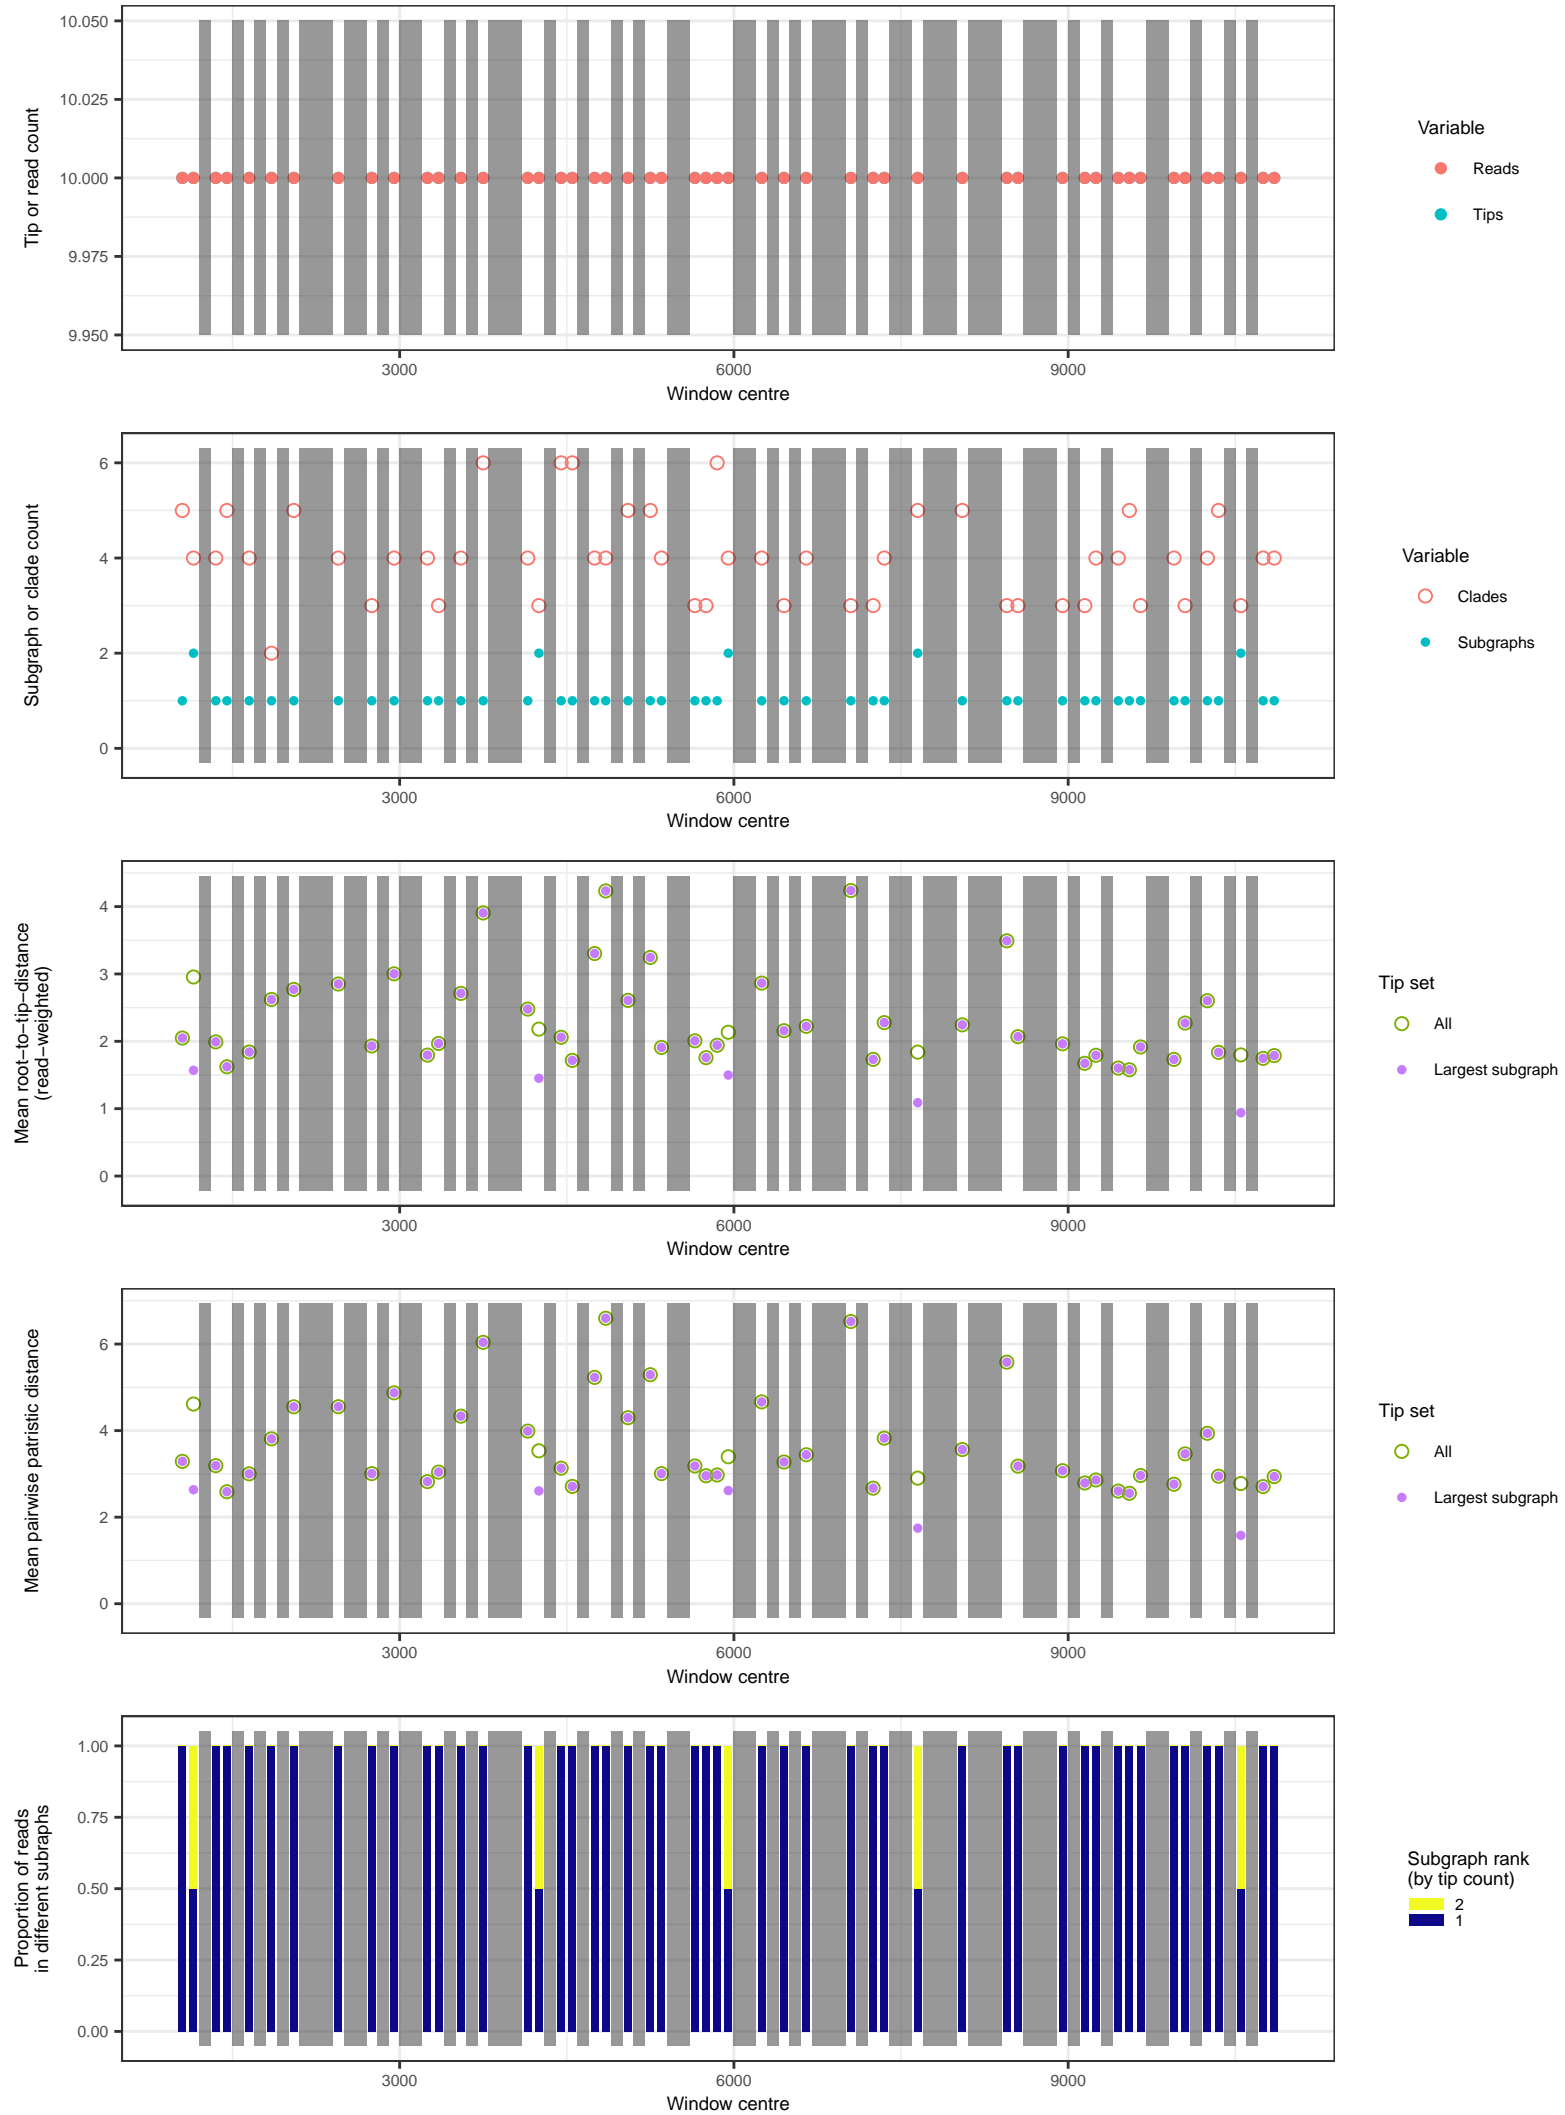 10.050
10.025
10.000
9.975
9.950
Tip or read count
3000
6000
9000
Window centre
Variable
Reads
Tips
6
4
2
0
Subgraph or clade count
3000
6000
9000
Window centre
Variable
Clades
Subgraphs
4
3
2
1
0
Mean root−to−tip−distance
(read−weighted)
3000
6000
9000
Window centre
Tip set
All
Largest subgraph
6
4
2
0
Mean pairwise patristic distance
3000
6000
9000
Window centre
Tip set
All
Largest subgraph
1.00
0.75
0.50
0.25
0.00
Proportion of reads
in different subraphs
3000
6000
9000
Window centre
Subgraph rank
(by tip count)
2
1